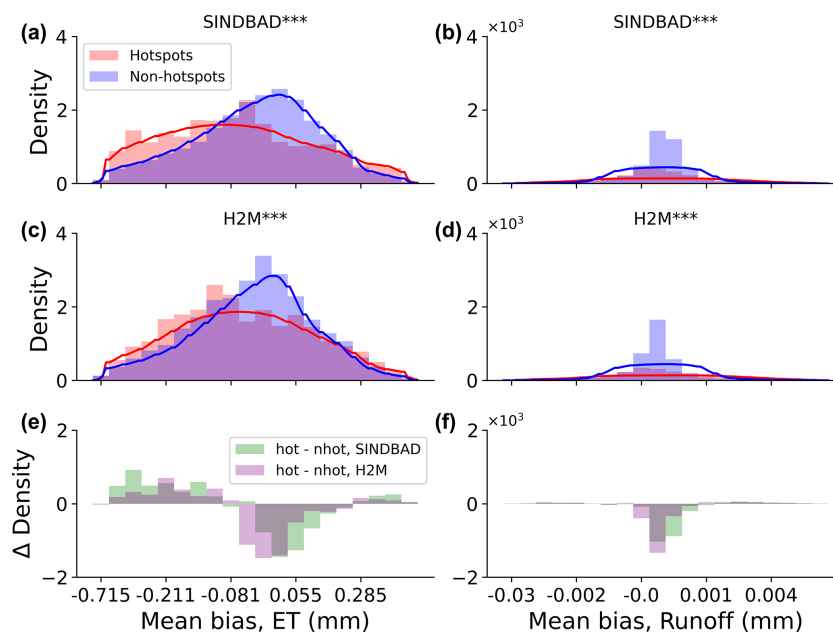 (a) SINDBAD***
Hotspots
Non-hotspots
Density
4
2
0
(b) ×10³ SINDBAD***
4
2
0
(c) H2M***
Density
4
2
0
(d) ×10³ H2M***
4
2
0
(e)
hot - nhot, SINDBAD
hot - nhot, H2M
Δ Density
2
0
−2
-0.715 -0.211 -0.081 0.055 0.285
Mean bias, ET (mm)
(f) ×10³
2
0
−2
-0.03 -0.002 -0.0 0.001 0.004
Mean bias, Runoff (mm)